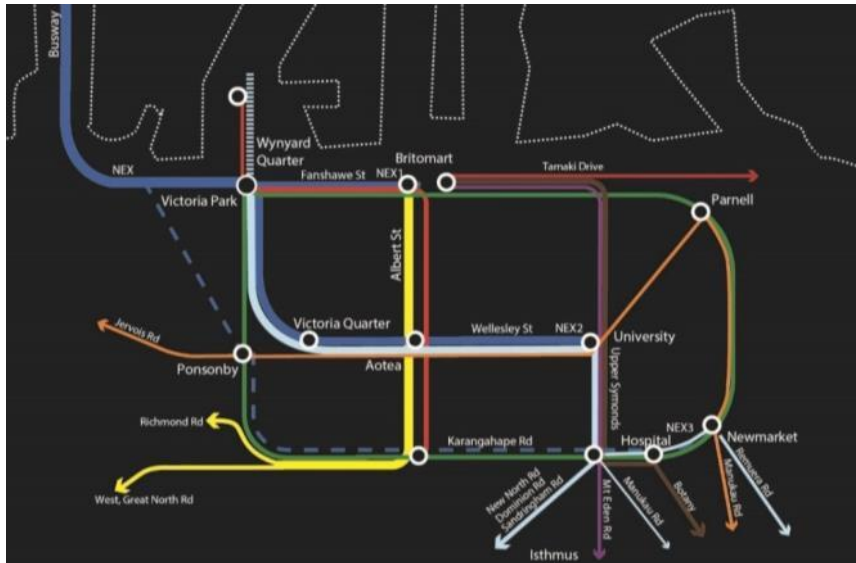 Busway
Wynyard
Quarter
Britomart
Tamaki Drive
NEX
Fanshawe St
NEX1
Victoria Park
Parnell
Albert St
Jervois Rd
Victoria Quarter
Wellesley St
NEX2
University
Ponsonby
Aotea
Upper Symonds
Richmond Rd
Karangahape Rd
Hospital
NEX3
Newmarket
West, Great North Rd
New North Rd
Dominion Rd
Sandringham Rd
Mt Eden Rd
Manukau Rd
Botany
Manukau Rd
Remuera Rd
Isthmus